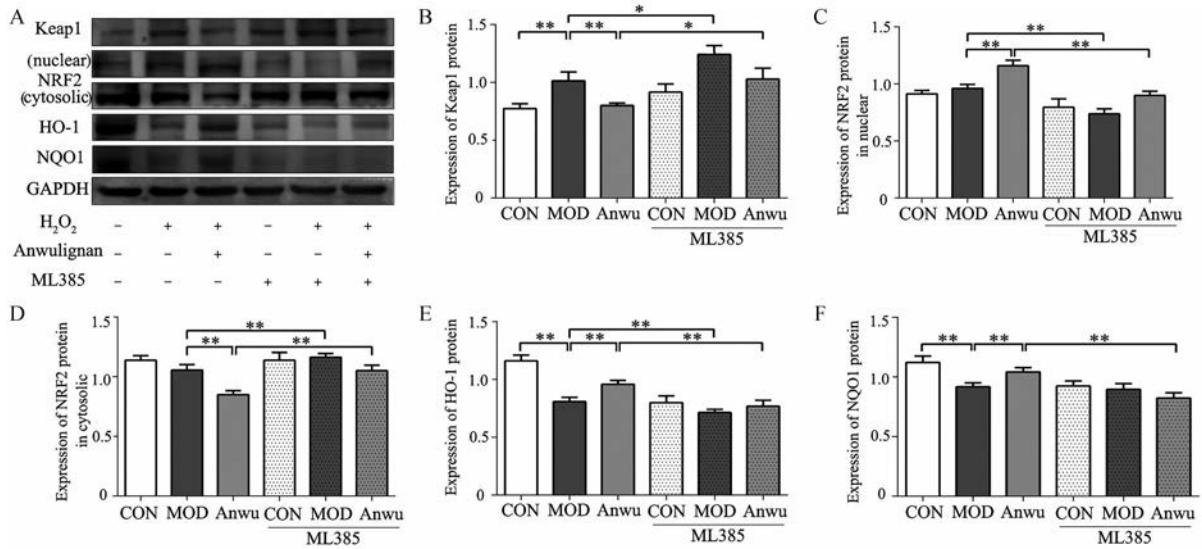 A
Keap1
(nuclear)
NRF2
(cytosolic)
HO-1
NQO1
GAPDH
H₂O₂ – + + – + +
Anwulignan – – + – – +
ML385 – – – + + +
B
Expression of Keap1 protein
1.5
1.0
0.5
0
** ** * *
CON MOD Anwu CON MOD Anwu
ML385
C
Expression of NRF2 protein
in nuclear
1.5
1.0
0.5
0
** ** **
CON MOD Anwu CON MOD Anwu
ML385
D
Expression of NRF2 protein
in cytosolic
1.5
1.0
0.5
0
** ** **
CON MOD Anwu CON MOD Anwu
ML385
E
Expression of HO-1 protein
1.5
1.0
0.5
0
** ** ** **
CON MOD Anwu CON MOD Anwu
ML385
F
Expression of NQO1 protein
1.5
1.0
0.5
0
** ** **
CON MOD Anwu CON MOD Anwu
ML385